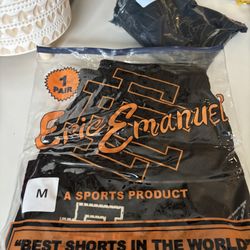 1
PAIR
Eric Emanuel
M
A SPORTS PRODUCT
"BEST SHORTS IN THE WORLD